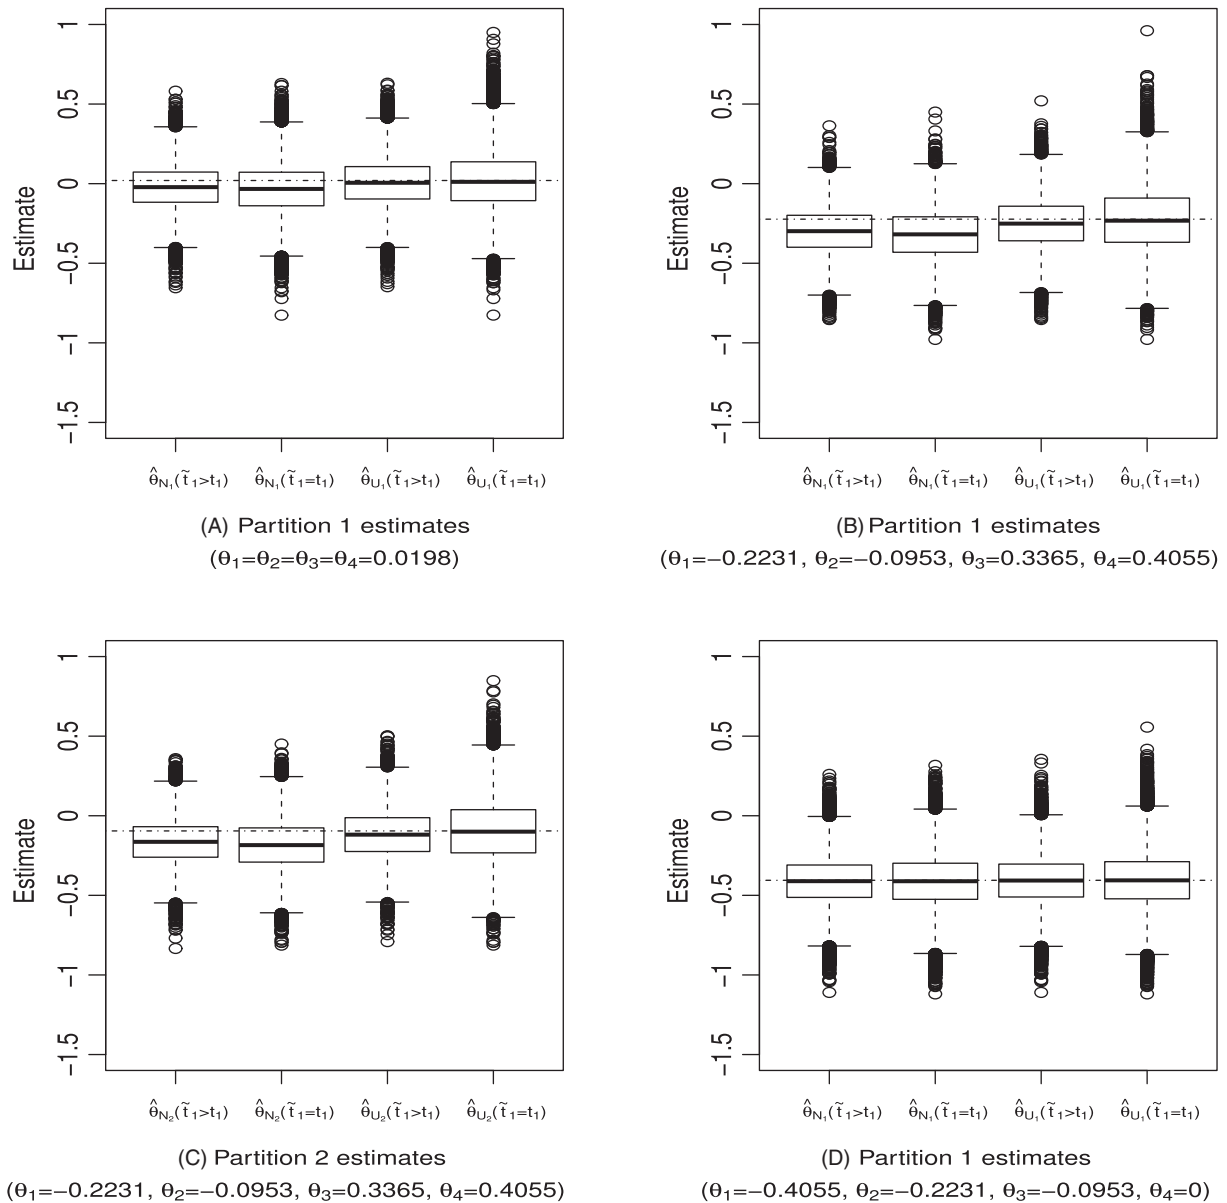 1
0.5
0
−0.5
−1
−1.5
Estimate
θ̂N₁(t̃₁>t₁) θ̂N₁(t̃₁=t₁) θ̂U₁(t̃₁>t₁) θ̂U₁(t̃₁=t₁)
(A) Partition 1 estimates
(θ₁=θ₂=θ₃=θ₄=0.0198)
1
0.5
0
−0.5
−1
−1.5
Estimate
θ̂N₁(t̃₁>t₁) θ̂N₁(t̃₁=t₁) θ̂U₁(t̃₁>t₁) θ̂U₁(t̃₁=t₁)
(B) Partition 1 estimates
(θ₁=−0.2231, θ₂=−0.0953, θ₃=0.3365, θ₄=0.4055)
1
0.5
0
−0.5
−1
−1.5
Estimate
θ̂N₂(t̃₁>t₁) θ̂N₂(t̃₁=t₁) θ̂U₂(t̃₁>t₁) θ̂U₂(t̃₁=t₁)
(C) Partition 2 estimates
(θ₁=−0.2231, θ₂=−0.0953, θ₃=0.3365, θ₄=0.4055)
1
0.5
0
−0.5
−1
−1.5
Estimate
θ̂N₁(t̃₁>t₁) θ̂N₁(t̃₁=t₁) θ̂U₁(t̃₁>t₁) θ̂U₁(t̃₁=t₁)
(D) Partition 1 estimates
(θ₁=−0.4055, θ₂=−0.2231, θ₃=−0.0953, θ₄=0)